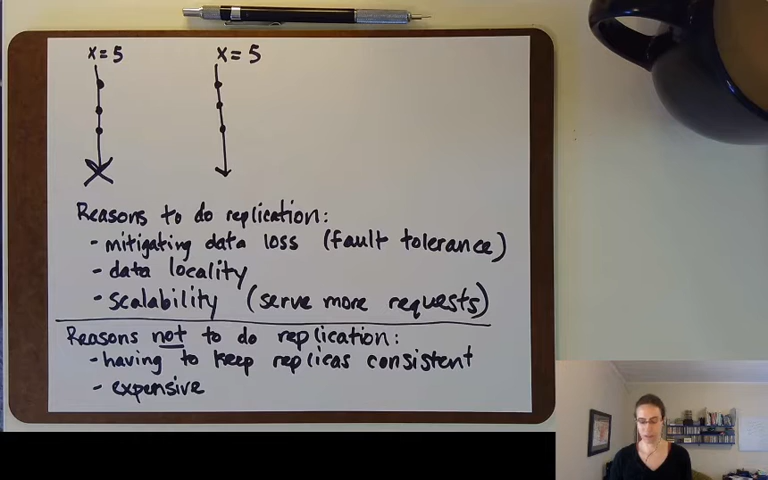 x=5 x=5
Reasons to do replication:
- mitigating data loss (fault tolerance)
- data locality
- scalability (serve more requests)
Reasons not to do replication:
- having to keep replicas consistent
- expensive